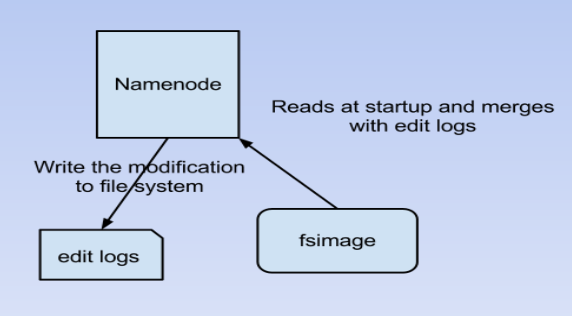 Namenode
Reads at startup and merges
with edit logs
Write the modification
to file system
edit logs
fsimage